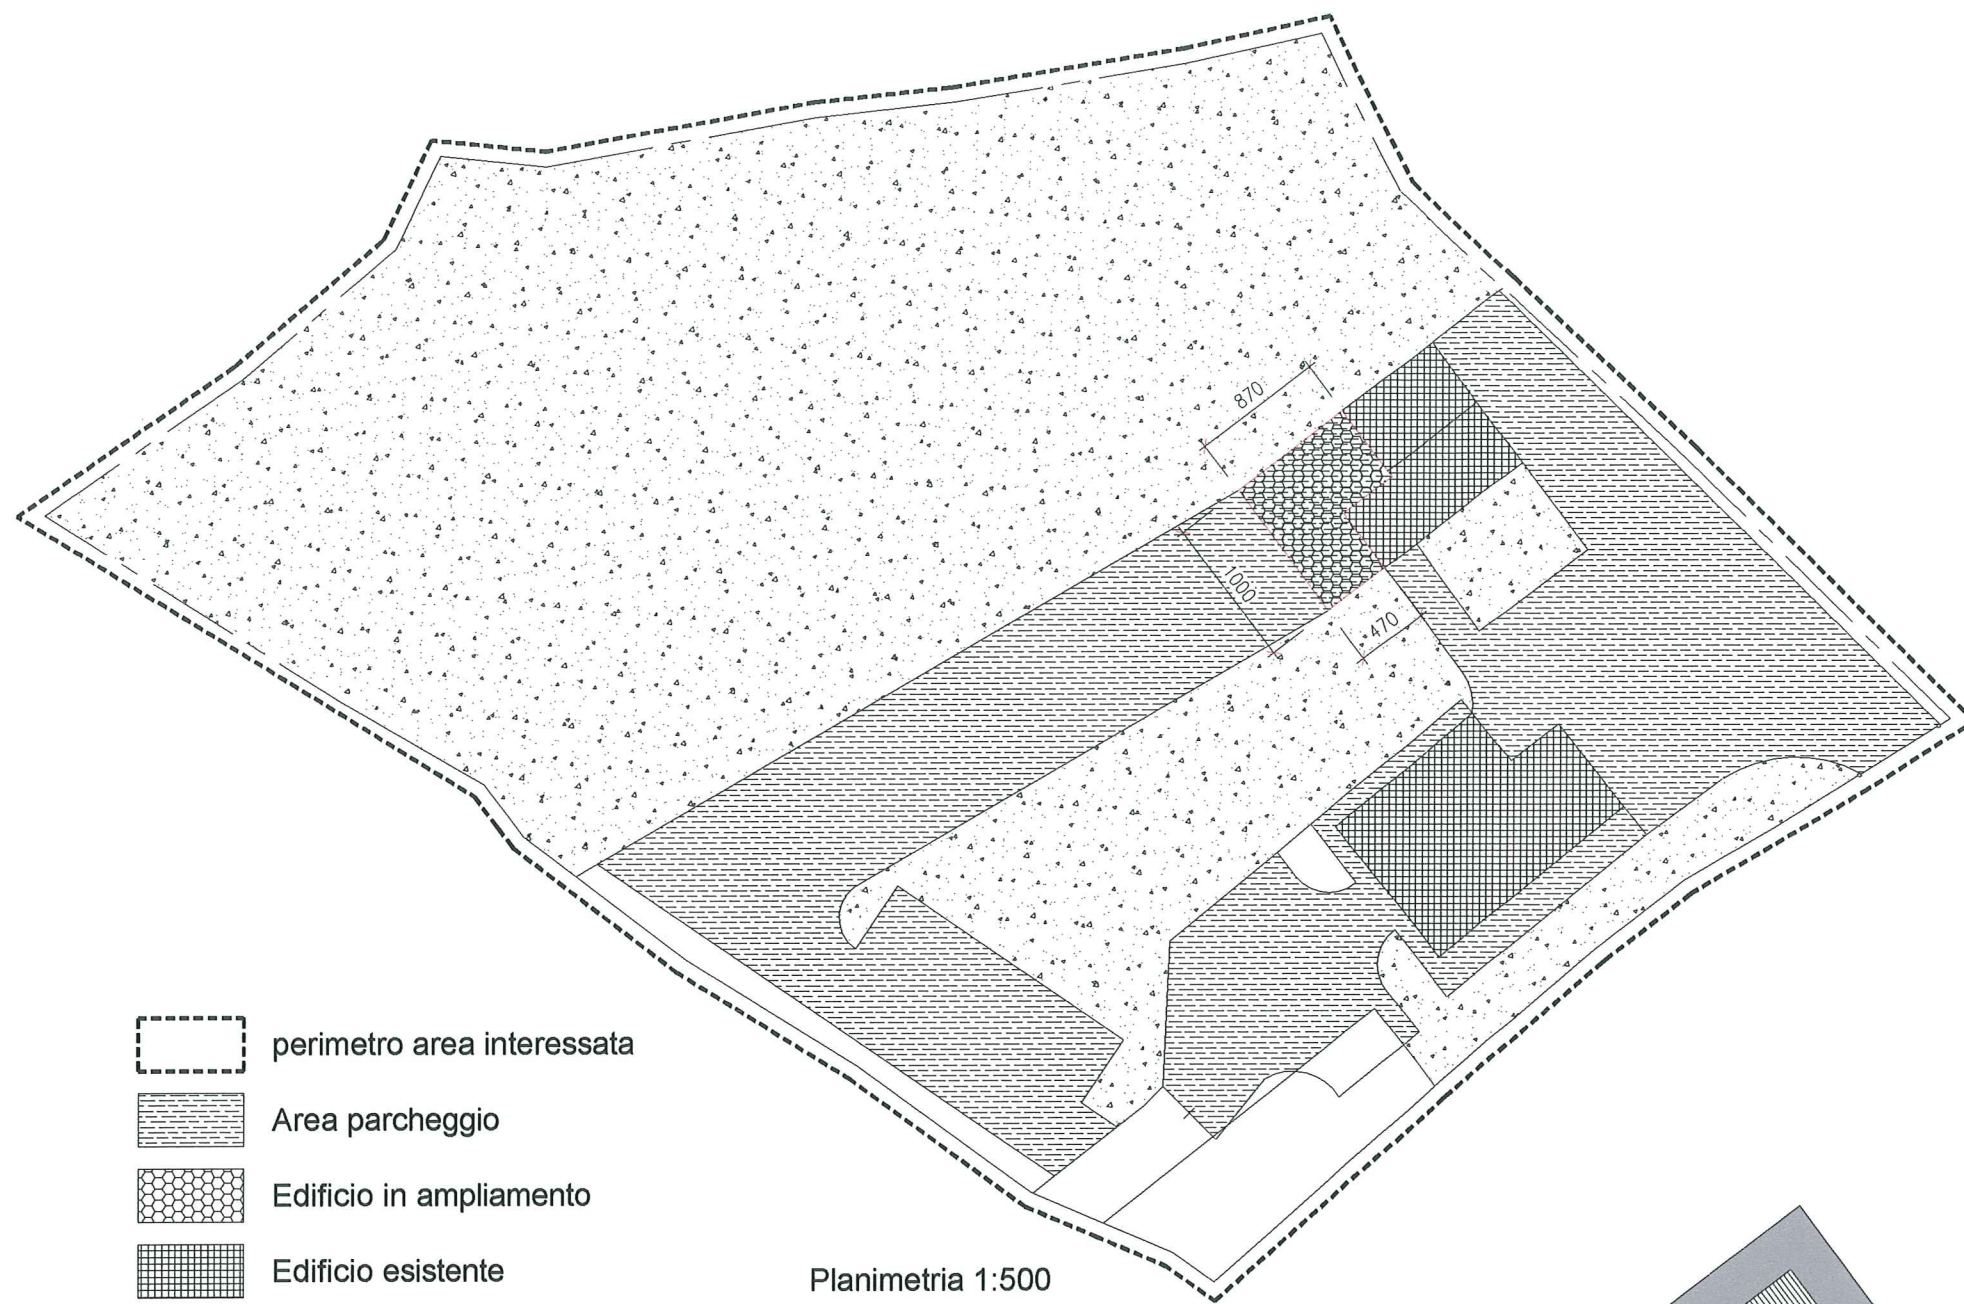 870
1000
470
perimetro area interessata
Area parcheggio
Edificio in ampliamento
Edificio esistente
Planimetria 1:500